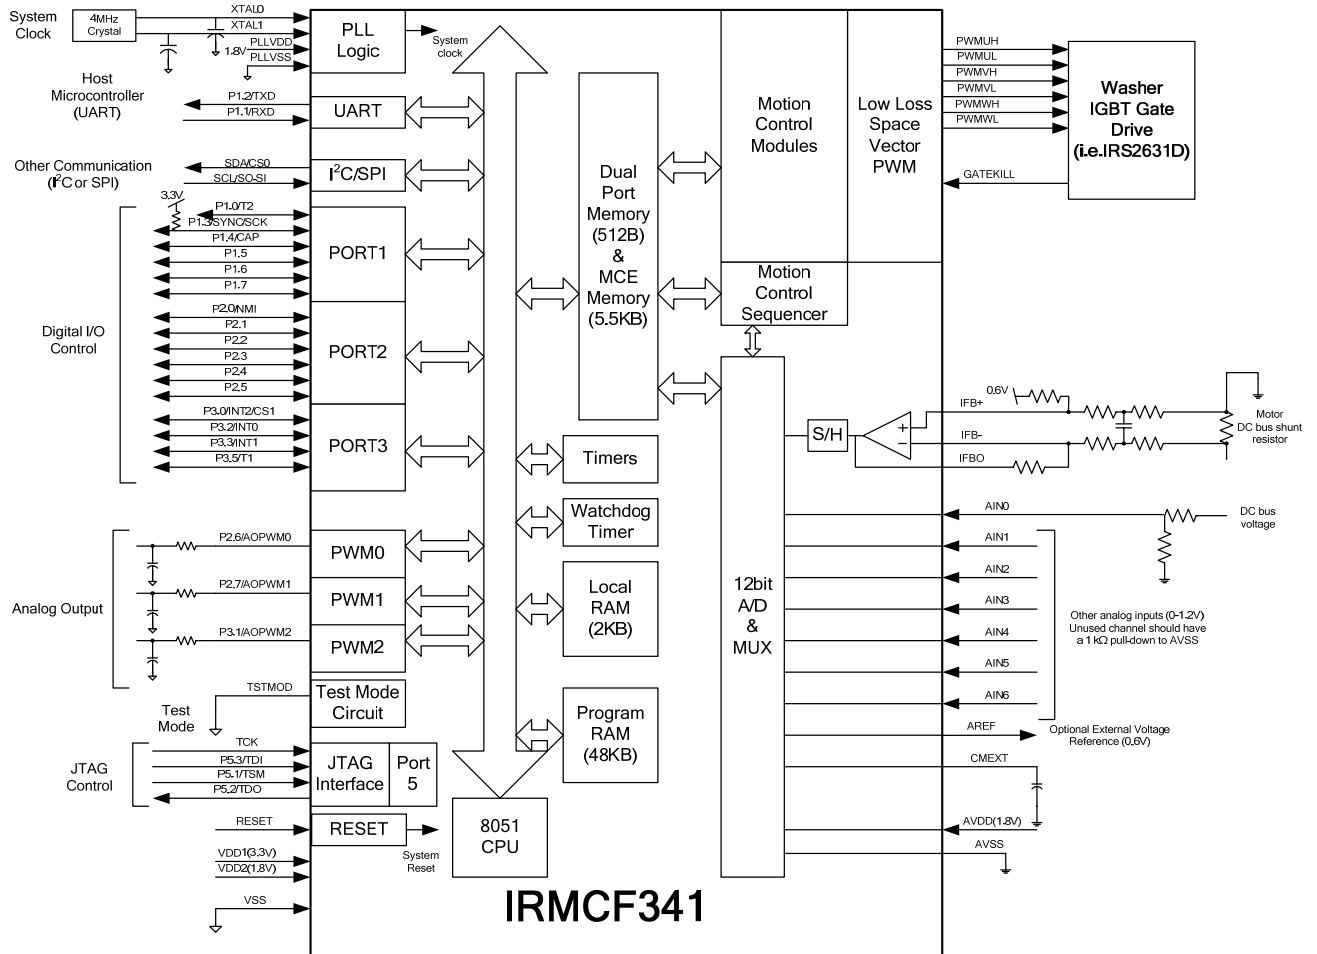 System
Clock
4MHz
Crystal
XTAL0
XTAL1
1.8V
PLLVDD
PLLVSS
PLL
Logic
System
clock
Host
Microcontroller
(UART)
P1.2/TXD
P1.1/RXD
UART
Other Communication
(I²C or SPI)
SDA/CS0
SCL/SO-SI
I²C/SPI
3.3V
P1.0/T2
P1.3/SYNC/SCK
P1.4/CAP
P1.5
P1.6
P1.7
PORT1
Digital I/O
Control
P2.0/NMI
P2.1
P2.2
P2.3
P2.4
P2.5
PORT2
P3.0/INT2/CS1
P3.2/INT0
P3.3/INT1
P3.5/T1
PORT3
Analog Output
P2.6/AOPWM0
P2.7/AOPWM1
P3.1/AOPWM2
PWM0
PWM1
PWM2
Test
Mode
TSTMOD
Test Mode
Circuit
JTAG
Control
TCK
P5.3/TDI
P5.1/TSM
P5.2/TDO
JTAG
Interface
Port
5
RESET
RESET
System
Reset
VDD1(3.3V)
VDD2(1.8V)
VSS
8051
CPU
Dual
Port
Memory
(512B)
&
MCE
Memory
(5.5KB)
Timers
Watchdog
Timer
Local
RAM
(2KB)
Program
RAM
(48KB)
Motion
Control
Modules
Low Loss
Space
Vector
PWM
Motion
Control
Sequencer
12bit
A/D
&
MUX
S/H
+
−
PWMUH
PWMUL
PWMVH
PWMVL
PWMWH
PWMWL
GATEKILL
Washer
IGBT Gate
Drive
(i.e.IRS2631D)
0.6V
IFB+
IFB-
IFBO
Motor
DC bus shunt
resistor
AIN0
DC bus
voltage
AIN1
AIN2
AIN3
AIN4
AIN5
AIN6
Other analog inputs (0-1.2V)
Unused channel should have
a 1 kΩ pull-down to AVSS
AREF
Optional External Voltage
Reference (0.6V)
CMEXT
AVDD(1.8V)
AVSS
IRMCF341